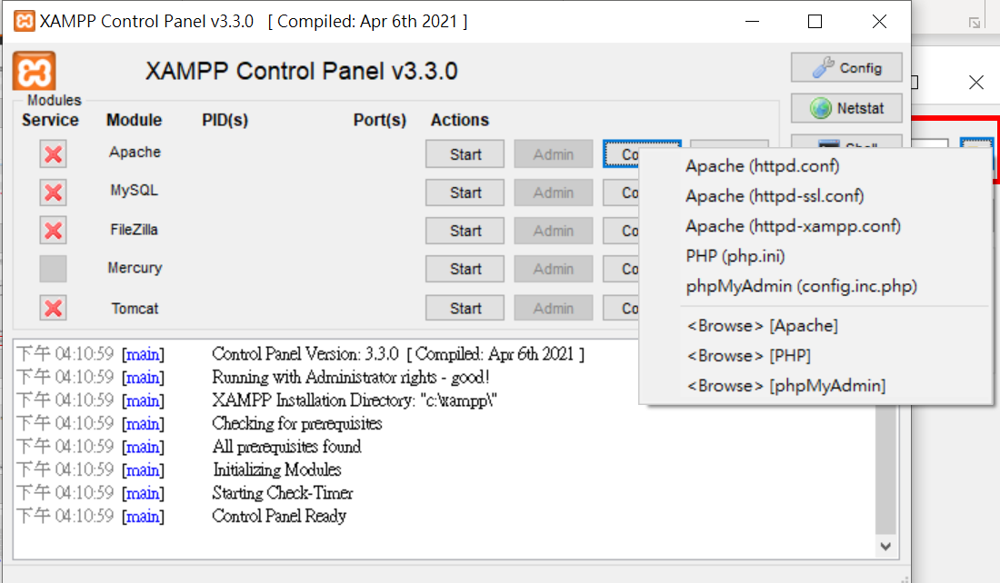 XAMPP Control Panel v3.3.0 [ Compiled: Apr 6th 2021 ]
XAMPP Control Panel v3.3.0
Config
Netstat
Modules
Service Module PID(s) Port(s) Actions
Apache Start Admin
MySQL Start Admin
FileZilla Start Admin
Mercury Start Admin
Tomcat Start Admin
Apache (httpd.conf)
Apache (httpd-ssl.conf)
Apache (httpd-xampp.conf)
PHP (php.ini)
phpMyAdmin (config.inc.php)
<Browse> [Apache]
<Browse> [PHP]
<Browse> [phpMyAdmin]
下午 04:10:59 [main] Control Panel Version: 3.3.0 [ Compiled: Apr 6th 2021 ]
下午 04:10:59 [main] Running with Administrator rights - good!
下午 04:10:59 [main] XAMPP Installation Directory: "c:\xampp\"
下午 04:10:59 [main] Checking for prerequisites
下午 04:10:59 [main] All prerequisites found
下午 04:10:59 [main] Initializing Modules
下午 04:10:59 [main] Starting Check-Timer
下午 04:10:59 [main] Control Panel Ready